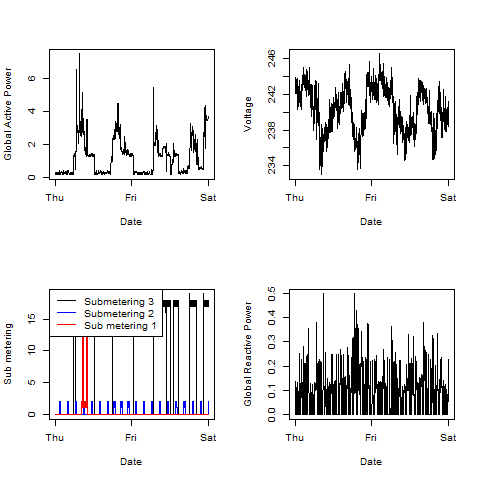 Global Active Power
6
4
2
0
Thu Fri Sat
Date
Voltage
246
242
238
234
Thu Fri Sat
Date
Sub metering
15
10
5
0
Submetering 3
Submetering 2
Sub metering 1
Thu Fri Sat
Date
Global Reactive Power
0.5
0.4
0.3
0.2
0.1
0.0
Thu Fri Sat
Date